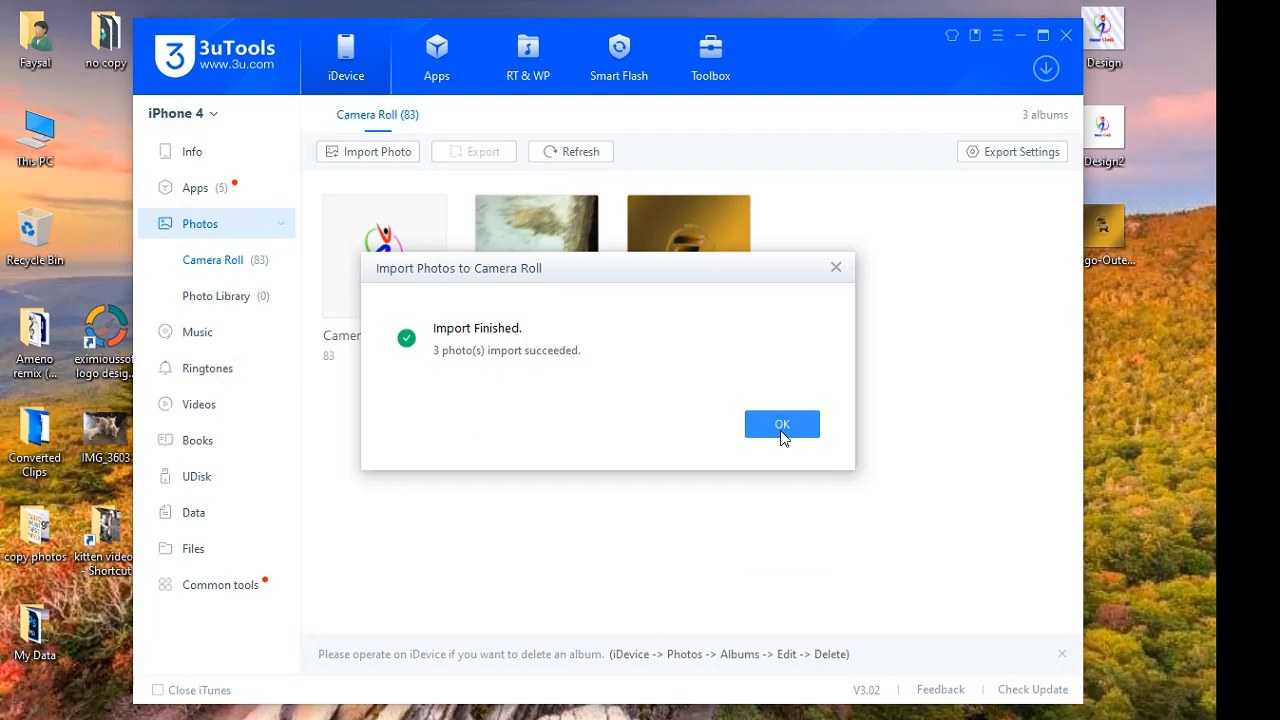 Faysal
no copy
This PC
Recycle Bin
Ameno
remix (...
eximioussoft
logo desig...
Converted
Clips
IMG_3603
copy photos
kitten video
- Shortcut
My Data
3
3uTools
www.3u.com
iDevice
Apps
RT & WP
Smart Flash
Toolbox
iPhone 4
Info
Apps (5)
Photos
Camera Roll (83)
Photo Library (0)
Music
Ringtones
Videos
Books
UDisk
Data
Files
Common tools
Camera Roll (83)
3 albums
Import Photo
Export
Refresh
Export Settings
Camer
83
Import Photos to Camera Roll
Import Finished.
3 photo(s) import succeeded.
OK
Please operate on iDevice if you want to delete an album. (iDevice -> Photos -> Albums -> Edit -> Delete)
Close iTunes
V3.02
Feedback
Check Update
Design
Design2
go-Oute...